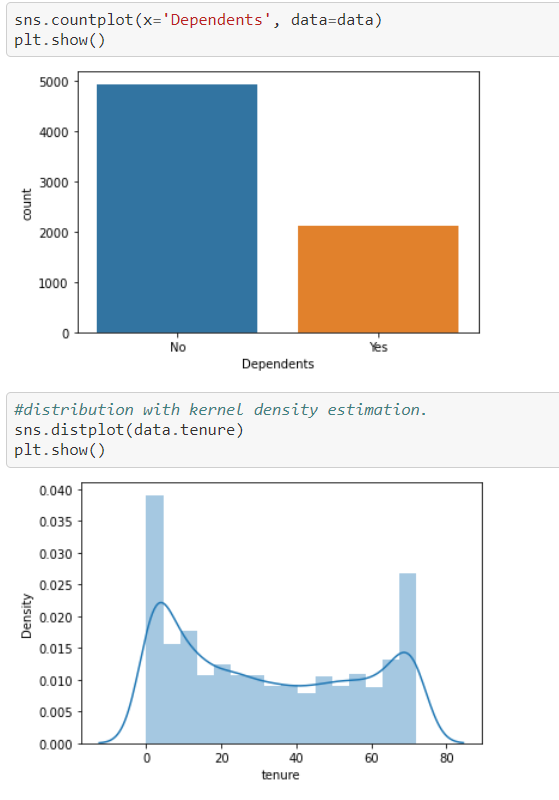 sns.countplot(x='Dependents', data=data)
plt.show()
5000
4000
3000
2000
1000
0
count
No Yes
Dependents
#distribution with kernel density estimation.
sns.distplot(data.tenure)
plt.show()
0.040
0.035
0.030
0.025
0.020
0.015
0.010
0.005
0.000
Density
0 20 40 60 80
tenure